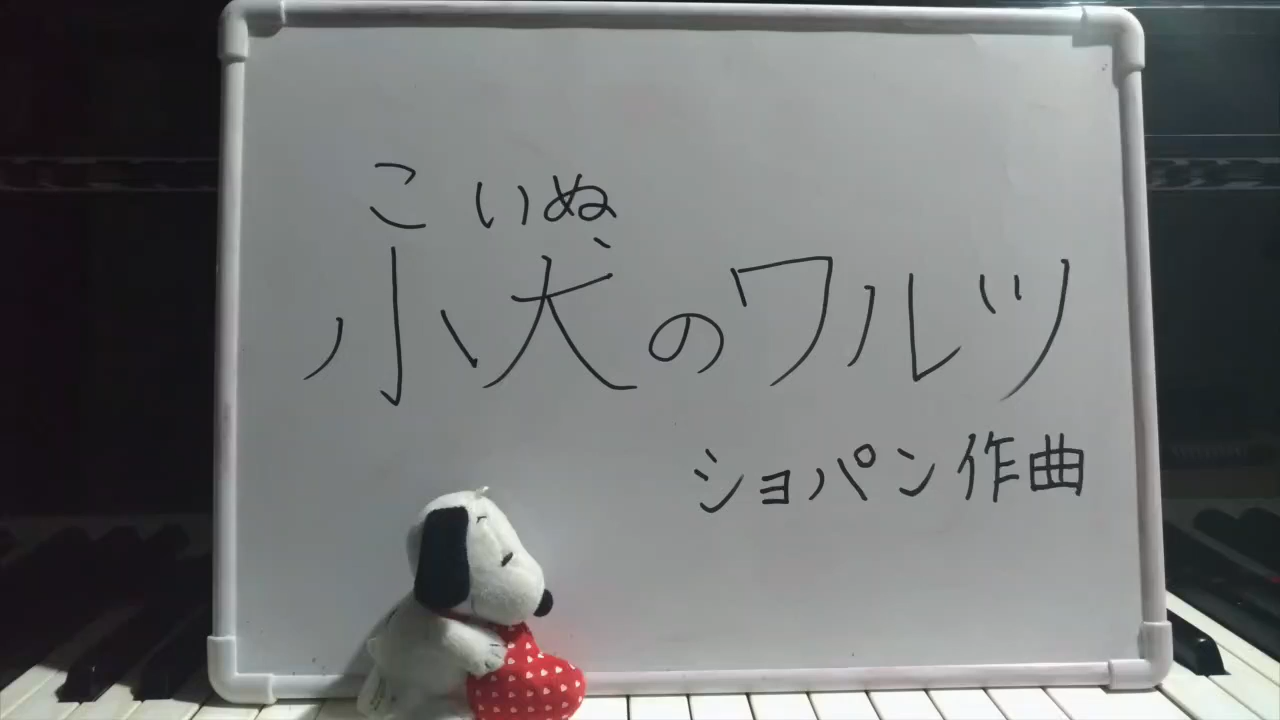 こいぬ
小犬のワルツ
ショパン作曲